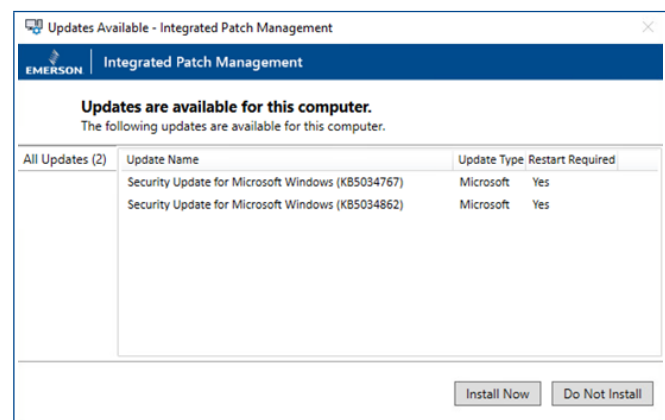 Updates Available - Integrated Patch Management
EMERSON Integrated Patch Management
Updates are available for this computer.
The following updates are available for this computer.
All Updates (2) Update Name Update Type Restart Required
Security Update for Microsoft Windows (KB5034767) Microsoft Yes
Security Update for Microsoft Windows (KB5034862) Microsoft Yes
Install Now Do Not Install